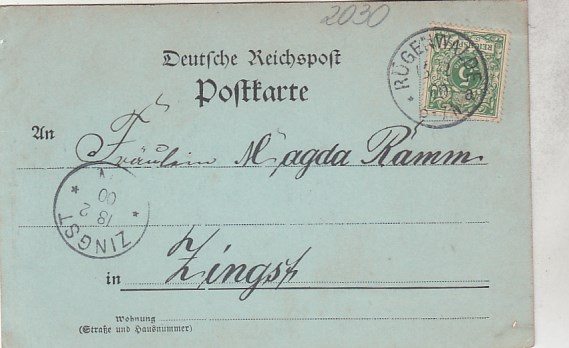 2030
Deutsche Reichspost
Postkarte
RÜGENWALDE
a.
5
An
Fräulein Magda Ramm
ZINGST
18 2
00
* *
in Zingst
Wohnung
(Straße und Hausnummer)